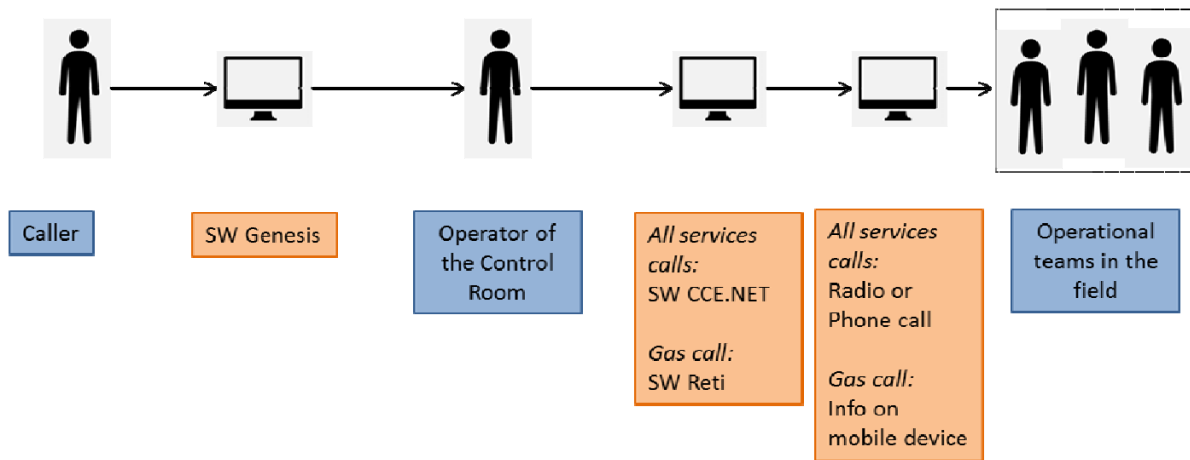 Caller
SW Genesis
Operator of
the Control
Room
All services
calls:
SW CCE.NET
Gas call:
SW Reti
All services
calls:
Radio or
Phone call
Gas call:
Info on
mobile device
Operational
teams in the
field